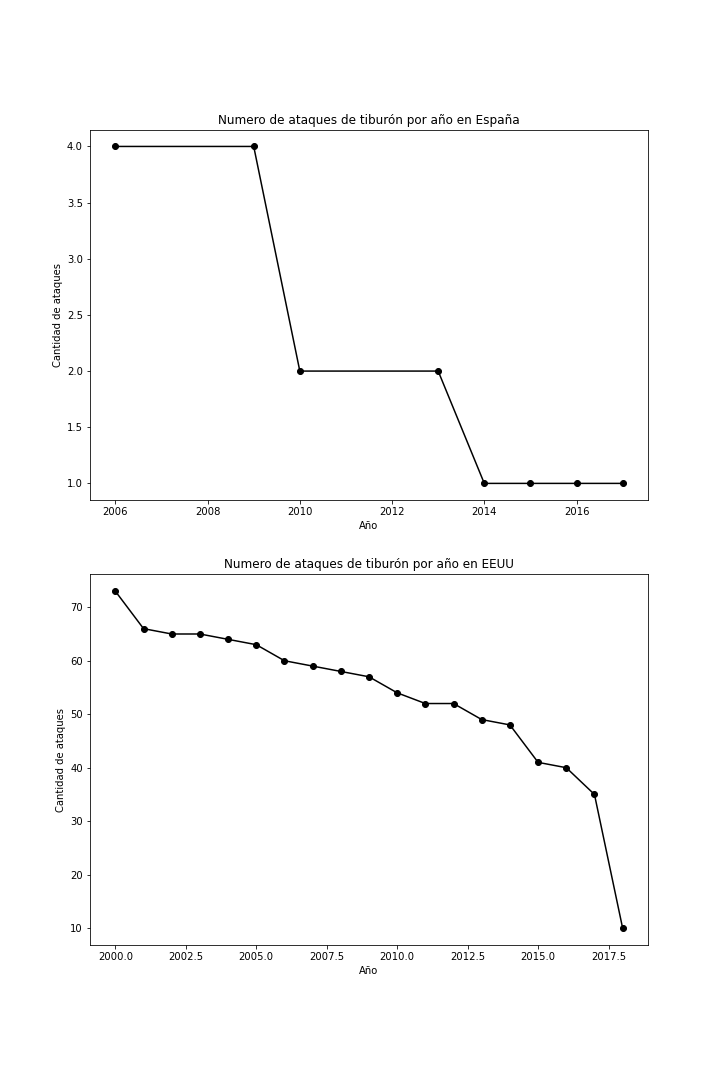 Numero de ataques de tiburón por año en España
4.0
3.5
3.0
2.5
2.0
1.5
1.0
Cantidad de ataques
2006 2008 2010 2012 2014 2016
Año
Numero de ataques de tiburón por año en EEUU
70
60
50
40
30
20
10
Cantidad de ataques
2000.0 2002.5 2005.0 2007.5 2010.0 2012.5 2015.0 2017.5
Año